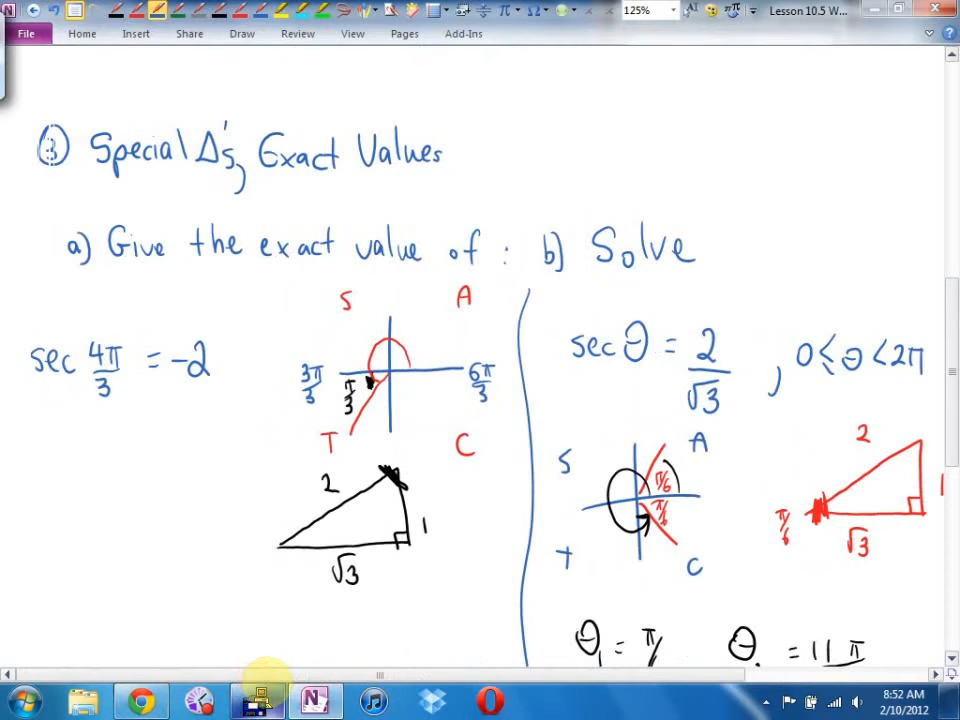 125%
Lesson 10.5 W...
File Home Insert Share Draw Review View Pages Add-Ins
③ Special Δ's, Exact Values
a) Give the exact value of :
sec 4π/3 = -2
S A
3π/3 π/3 6π/3
T C
2
1
√3
b) Solve
sec θ = 2/√3 , 0 ≤ θ < 2π
S A
π/6
π/6
T C
2
1
π/6
√3
θ₁ = π/
θ = 11π
8:52 AM
2/10/2012